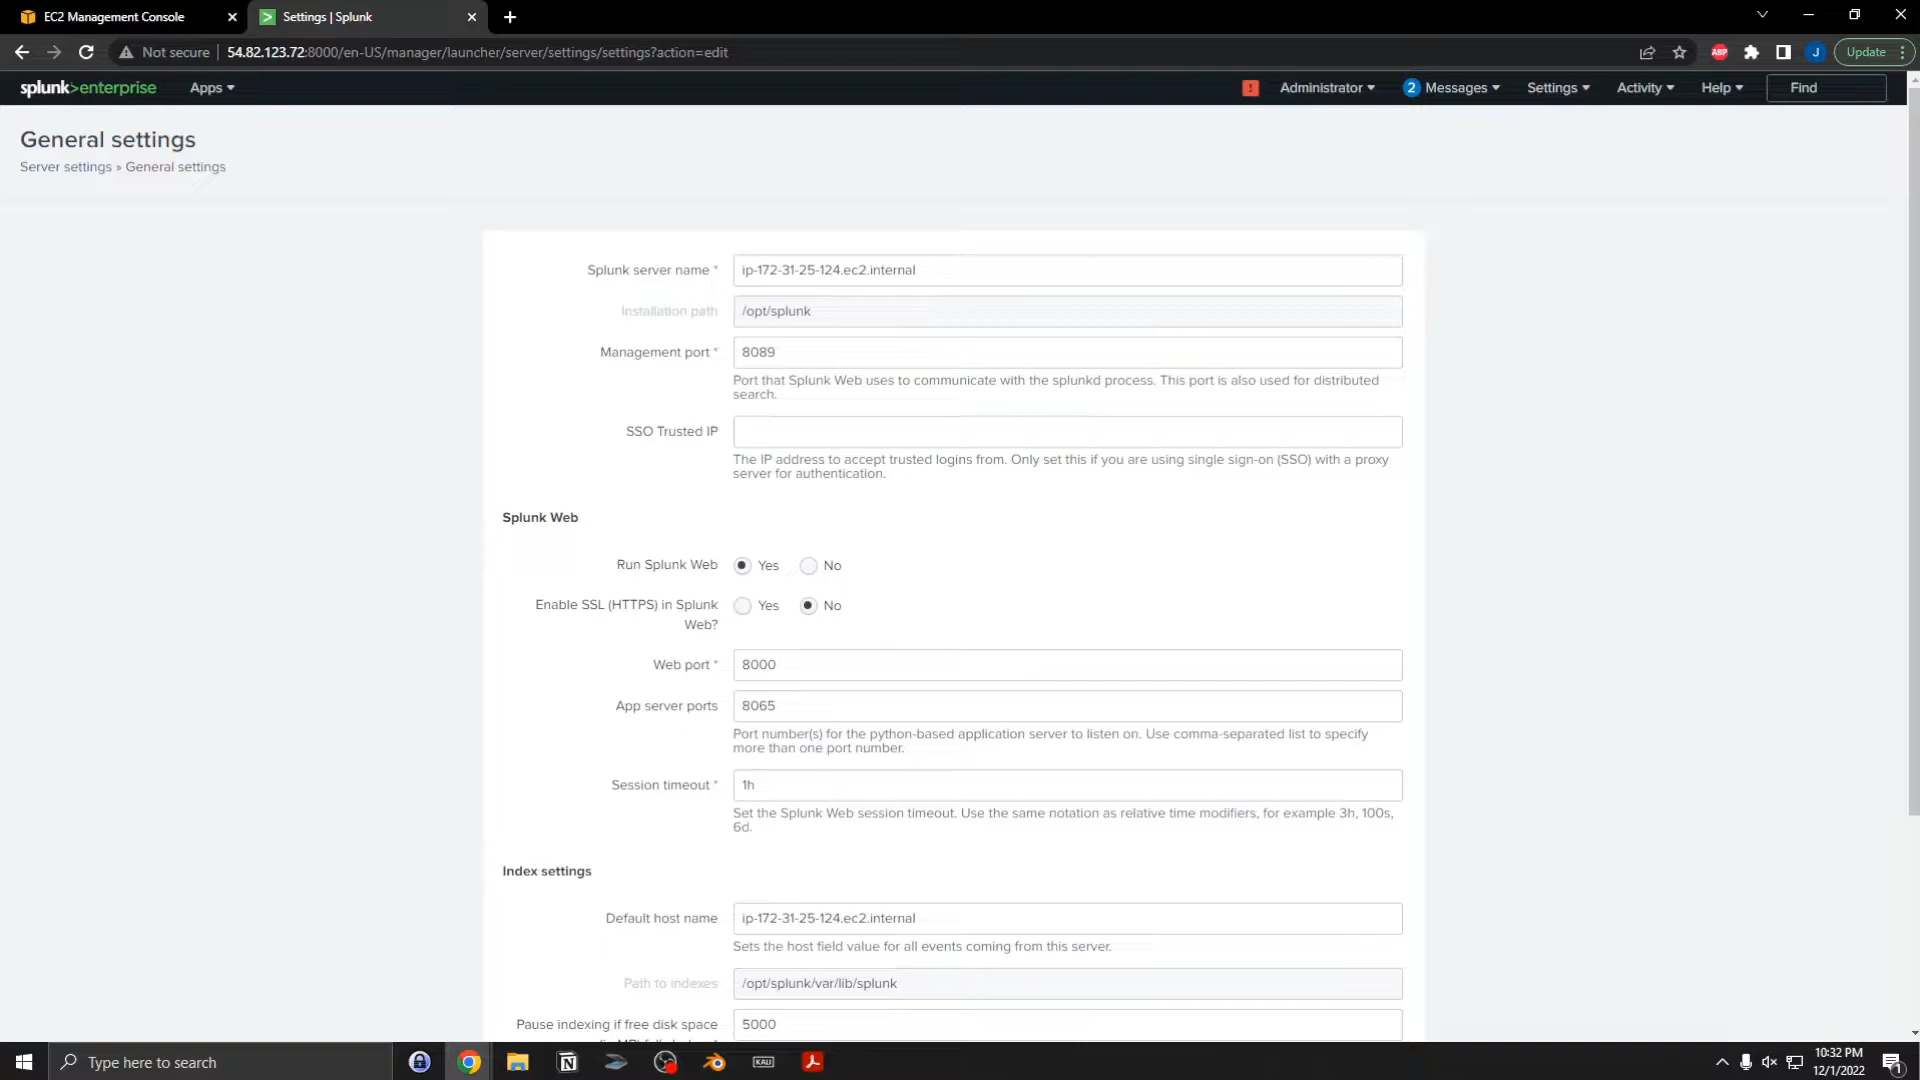 EC2 Management Console
Settings | Splunk
Not secure
54.82.123.72:8000/en-US/manager/launcher/server/settings/settings?action=edit
ABP
J
Update
splunk>enterprise
Apps
!
Administrator
2
Messages
Settings
Activity
Help
Find
General settings
Server settings » General settings
Splunk server name *
ip-172-31-25-124.ec2.internal
Installation path
/opt/splunk
Management port *
8089
Port that Splunk Web uses to communicate with the splunkd process. This port is also used for distributed
search.
SSO Trusted IP
The IP address to accept trusted logins from. Only set this if you are using single sign-on (SSO) with a proxy
server for authentication.
Splunk Web
Run Splunk Web
Yes
No
Enable SSL (HTTPS) in Splunk
Web?
Yes
No
Web port *
8000
App server ports
8065
Port number(s) for the python-based application server to listen on. Use comma-separated list to specify
more than one port number.
Session timeout *
1h
Set the Splunk Web session timeout. Use the same notation as relative time modifiers, for example 3h, 100s,
6d.
Index settings
Default host name
ip-172-31-25-124.ec2.internal
Sets the host field value for all events coming from this server.
Path to indexes
/opt/splunk/var/lib/splunk
Pause indexing if free disk space
5000
Type here to search
KALI
10:32 PM
12/1/2022
1